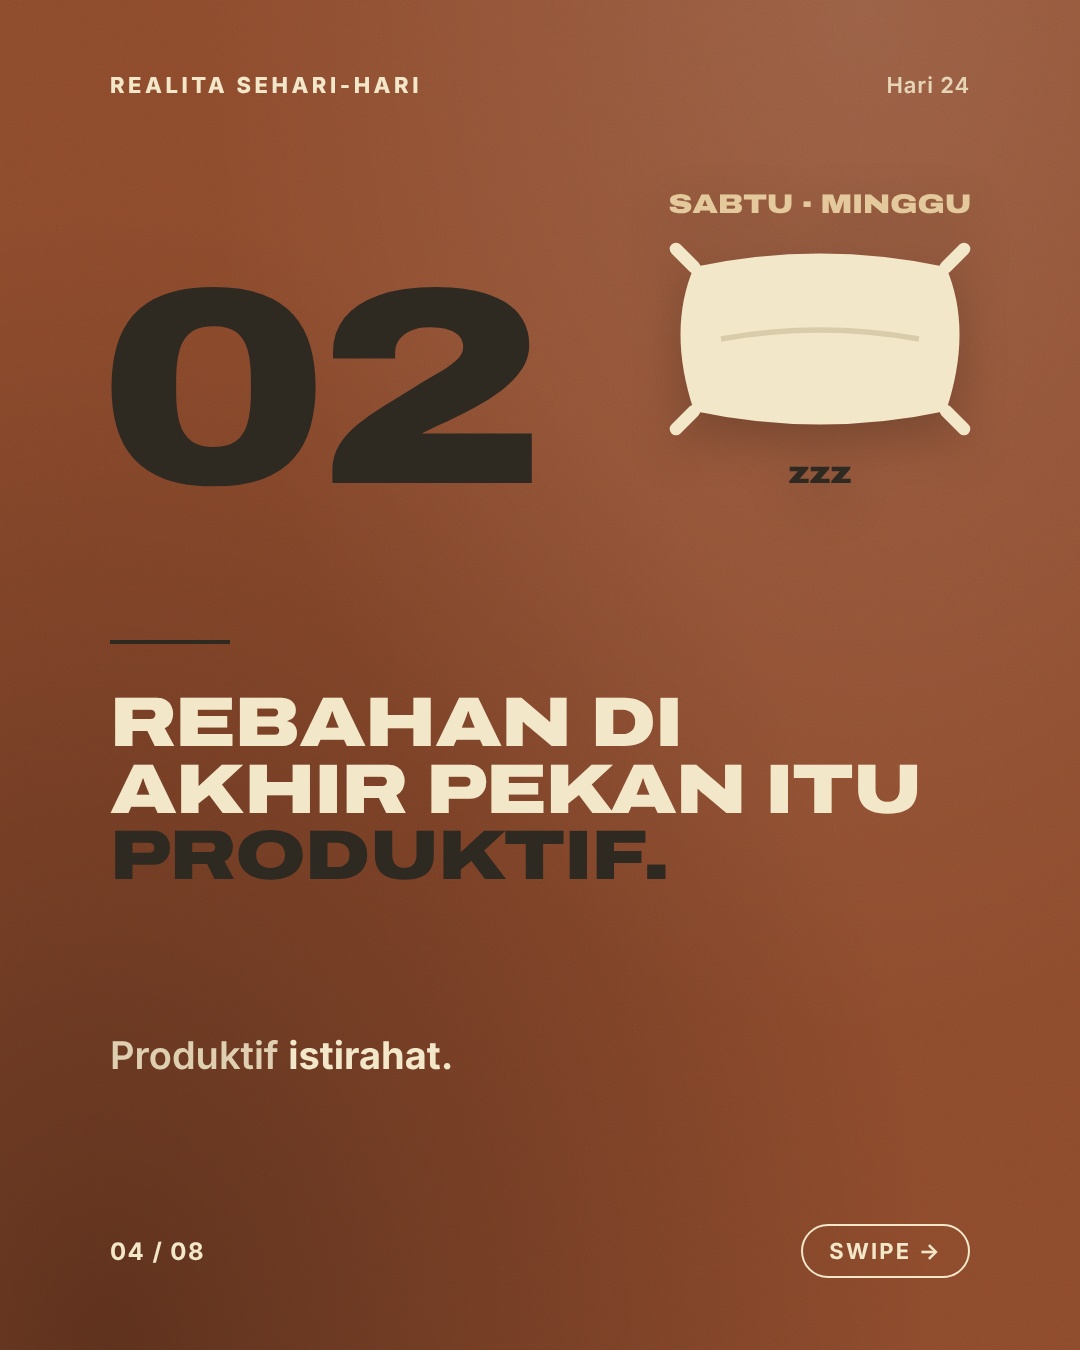 REALITA SEHARI-HARI
Hari 24
SABTU · MINGGU
02
zzz
REBAHAN DI
AKHIR PEKAN ITU
PRODUKTIF.
Produktif istirahat.
04 / 08
SWIPE →